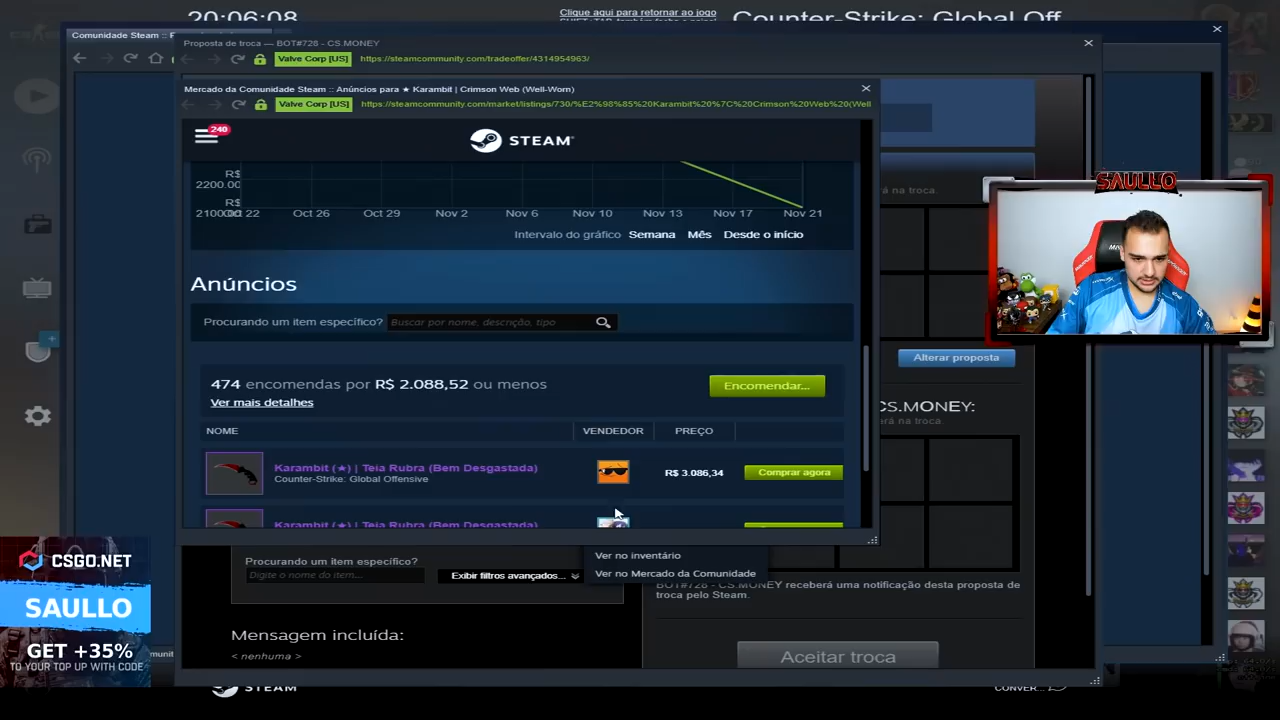 20:06:08
Clique aqui para retornar ao jogo
Counter-Strike: Global Off
Comunidade Steam ::
Proposta de troca — BOT#728 - CS.MONEY
Valve Corp [US]
https://steamcommunity.com/tradeoffer/4314954963/
Mercado da Comunidade Steam :: Anúncios para ★ Karambit | Crimson Web (Well-Worn)
Valve Corp [US]
https://steamcommunity.com/market/listings/730/%E2%98%85%20Karambit%20%7C%20Crimson%20Web%20(Well
240
STEAM
R$
2200.00
R$
Oct 26
Oct 29
Nov 2
Nov 6
Nov 10
Nov 13
Nov 17
Nov 21
Intervalo do gráfico
Semana
Mês
Desde o início
Anúncios
Procurando um item específico?
Buscar por nome, descrição, tipo
474 encomendas por R$ 2.088,52 ou menos
Encomendar...
Ver mais detalhes
NOME
VENDEDOR
PREÇO
Karambit (★) | Teia Rubra (Bem Desgastada)
Counter-Strike: Global Offensive
R$ 3.086,34
Comprar agora
Karambit (★) | Teia Rubra (Bem Desgastada)
na troca.
SAULLO
Alterar proposta
CS.MONEY:
na troca.
Ver no inventário
Ver no Mercado da Comunidade
Procurando um item específico?
Digite o nome do item...
Exibir filtros avançados...
BOT#728 - CS.MONEY receberá uma notificação desta proposta de
troca pelo Steam.
Mensagem incluída:
< nenhuma >
Aceitar troca
STEAM
CONVER...
CSGO.NET
SAULLO
GET +35%
TO YOUR TOP UP WITH CODE